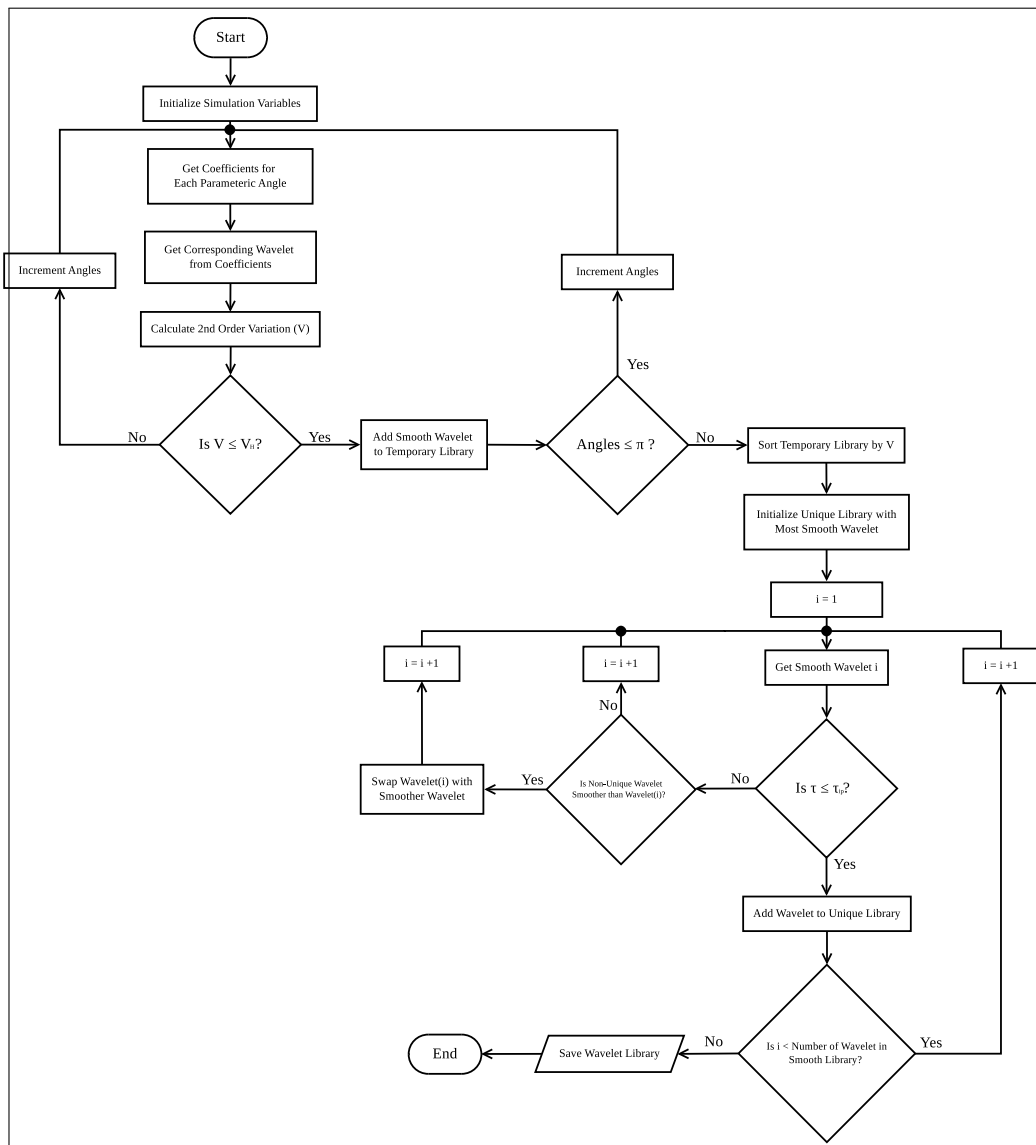 Start
Initialize Simulation Variables
Get Coefficients for
Each Parameteric Angle
Get Corresponding Wavelet
from Coefficients
Increment Angles
Increment Angles
Calculate 2nd Order Variation (V)
Yes
No
Is V ≤ VH?
Yes
Add Smooth Wavelet
to Temporary Library
Angles ≤ π ?
No
Sort Temporary Library by V
Initialize Unique Library with
Most Smooth Wavelet
i = 1
i = i +1
i = i +1
Get Smooth Wavelet i
i = i +1
No
Swap Wavelet(i) with
Smoother Wavelet
Yes
Is Non-Unique Wavelet
Smoother than Wavelet(i)?
No
Is τ ≤ τ?
Yes
Add Wavelet to Unique Library
End
Save Wavelet Library
No
Is i < Number of Wavelet in
Smooth Library?
Yes